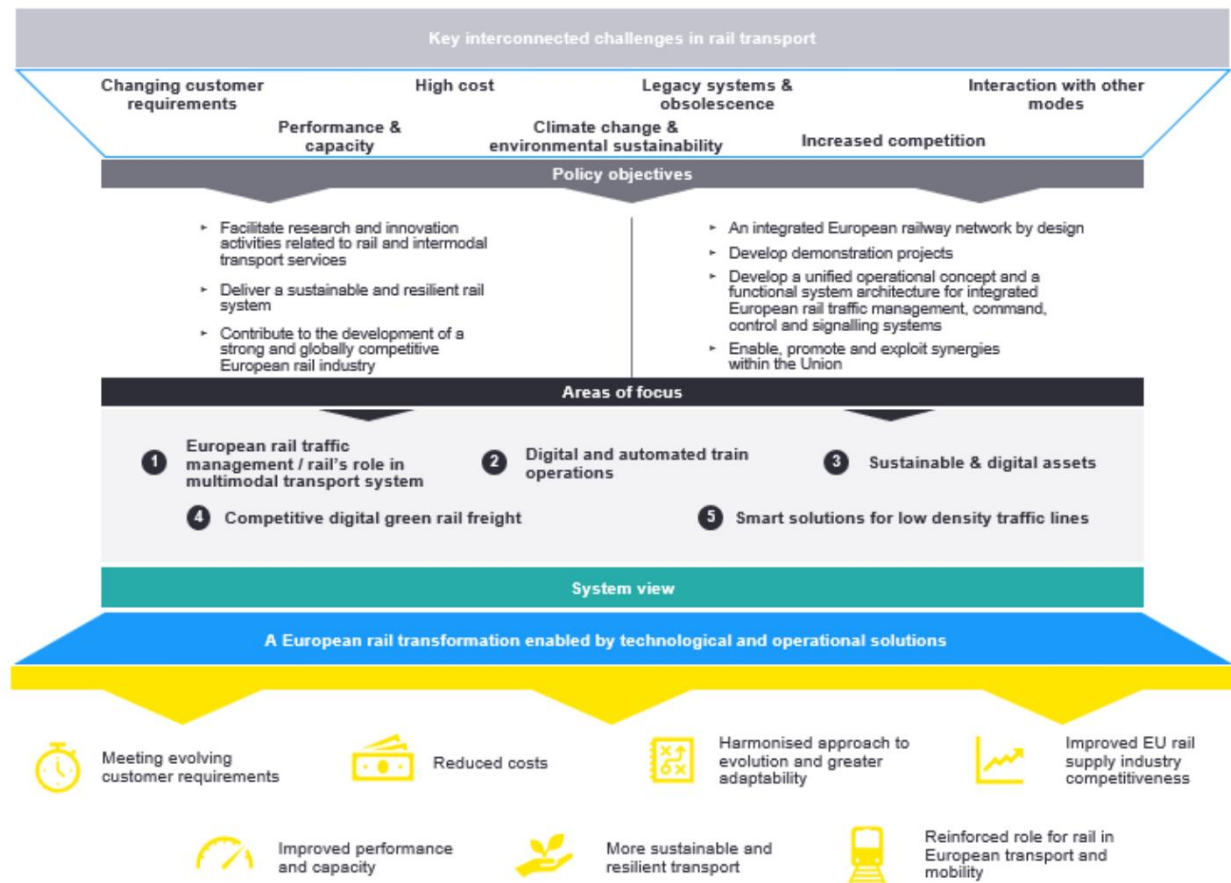 Key interconnected challenges in rail transport
Changing customer
requirements
High cost
Legacy systems &
obsolescence
Interaction with other
modes
Performance &
capacity
Climate change &
environmental sustainability
Increased competition
Policy objectives
► Facilitate research and innovation
activities related to rail and intermodal
transport services
► Deliver a sustainable and resilient rail
system
► Contribute to the development of a
strong and globally competitive
European rail industry
► An integrated European railway network by design
► Develop demonstration projects
► Develop a unified operational concept and a
functional system architecture for integrated
European rail traffic management, command,
control and signalling systems
► Enable, promote and exploit synergies
within the Union
Areas of focus
1 European rail traffic
management / rail's role in
multimodal transport system
2 Digital and automated train
operations
3 Sustainable & digital assets
4 Competitive digital green rail freight
5 Smart solutions for low density traffic lines
System view
A European rail transformation enabled by technological and operational solutions
Meeting evolving
customer requirements
Reduced costs
Harmonised approach to
evolution and greater
adaptability
Improved EU rail
supply industry
competitiveness
Improved performance
and capacity
More sustainable and
resilient transport
Reinforced role for rail in
European transport and
mobility